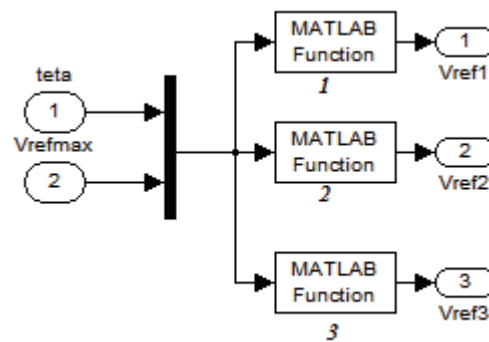 teta
1
Vrefmax
2
MATLAB
Function
1
1
Vref1
MATLAB
Function
2
2
Vref2
MATLAB
Function
3
3
Vref3